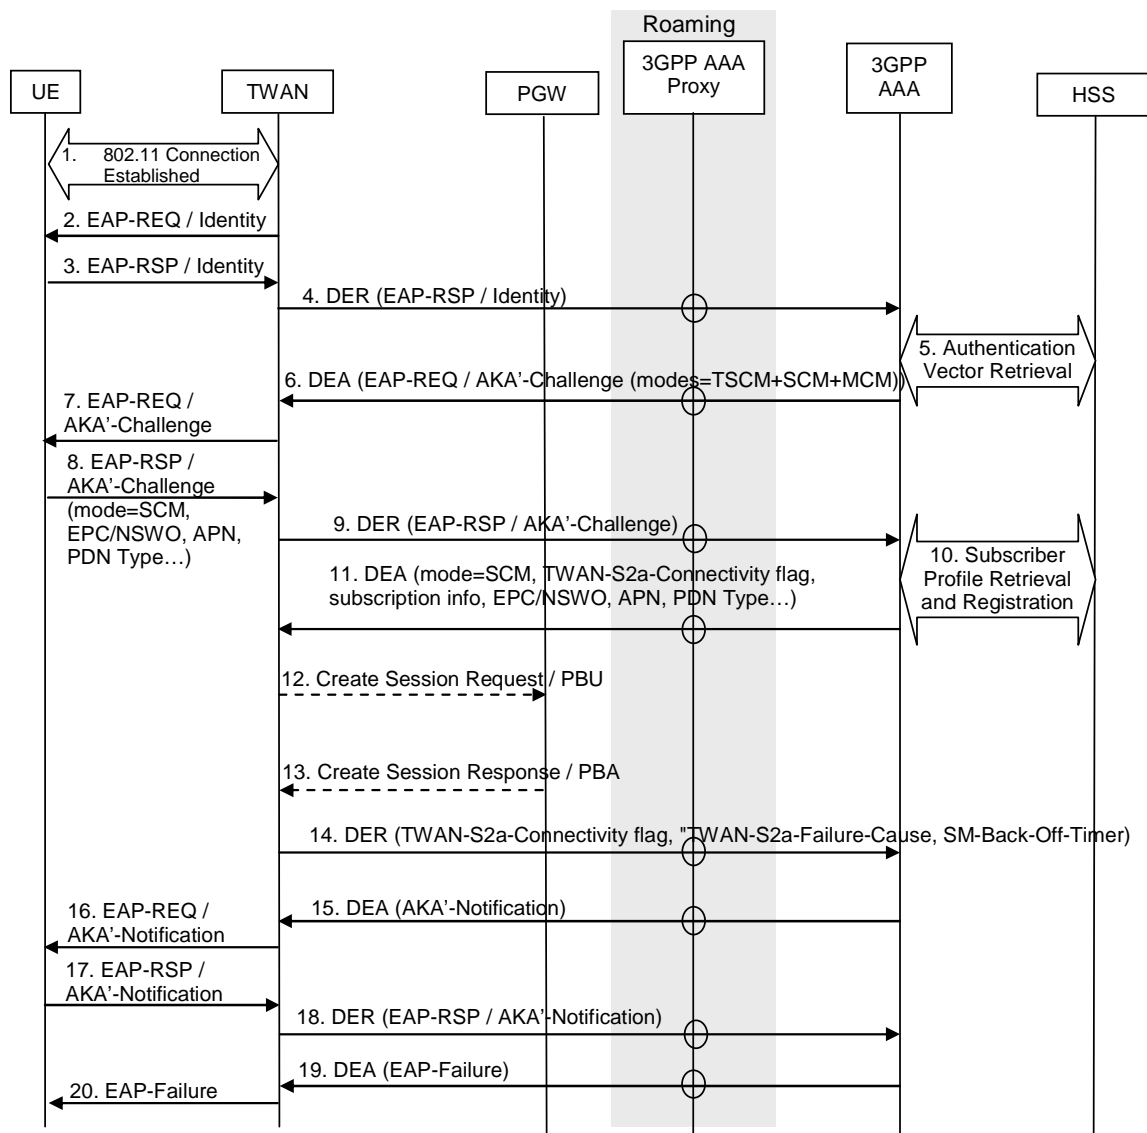 Roaming
UE
TWAN
PGW
3GPP AAA
Proxy
3GPP
AAA
HSS
1. 802.11 Connection
Established
2. EAP-REQ / Identity
3. EAP-RSP / Identity
4. DER (EAP-RSP / Identity)
5. Authentication
Vector Retrieval
6. DEA (EAP-REQ / AKA’-Challenge (modes=TSCM+SCM+MCM))
7. EAP-REQ /
AKA’-Challenge
8. EAP-RSP /
AKA’-Challenge
(mode=SCM,
EPC/NSWO, APN,
PDN Type…)
9. DER (EAP-RSP / AKA’-Challenge)
10. Subscriber
Profile Retrieval
and Registration
11. DEA (mode=SCM, TWAN-S2a-Connectivity flag,
subscription info, EPC/NSWO, APN, PDN Type…)
12. Create Session Request / PBU
13. Create Session Response / PBA
14. DER (TWAN-S2a-Connectivity flag, "TWAN-S2a-Failure-Cause, SM-Back-Off-Timer)
15. DEA (AKA’-Notification)
16. EAP-REQ /
AKA’-Notification
17. EAP-RSP /
AKA’-Notification
18. DER (EAP-RSP / AKA’-Notification)
19. DEA (EAP-Failure)
20. EAP-Failure